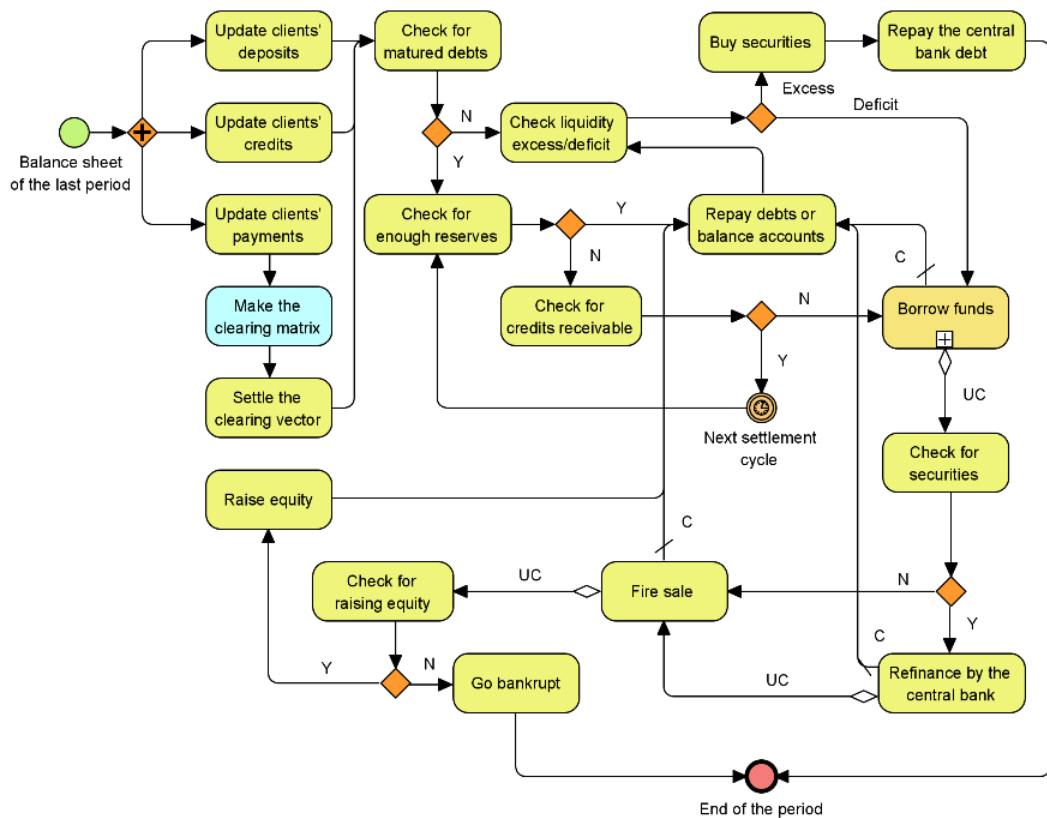 Update clients'
deposits
Check for
matured debts
Buy securities
Repay the central
bank debt
Excess
Deficit
Update clients'
credits
N
Check liquidity
excess/deficit
Balance sheet
of the last period
Y
Update clients'
payments
Check for
enough reserves
Y
Repay debts or
balance accounts
N
C
Make the
clearing matrix
Check for
credits receivable
N
Borrow funds
Y
Settle the
clearing vector
UC
Next settlement
cycle
Check for
securities
Raise equity
C
Check for
raising equity
UC
Fire sale
N
Y
C
Y
N
Go bankrupt
UC
Refinance by the
central bank
End of the period